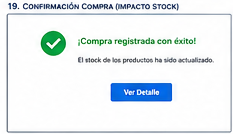 19. CONFIRMACIÓN COMPRA (IMPACTO STOCK)
¡Compra registrada con éxito!
El stock de los productos ha sido actualizado.
Ver Detalle